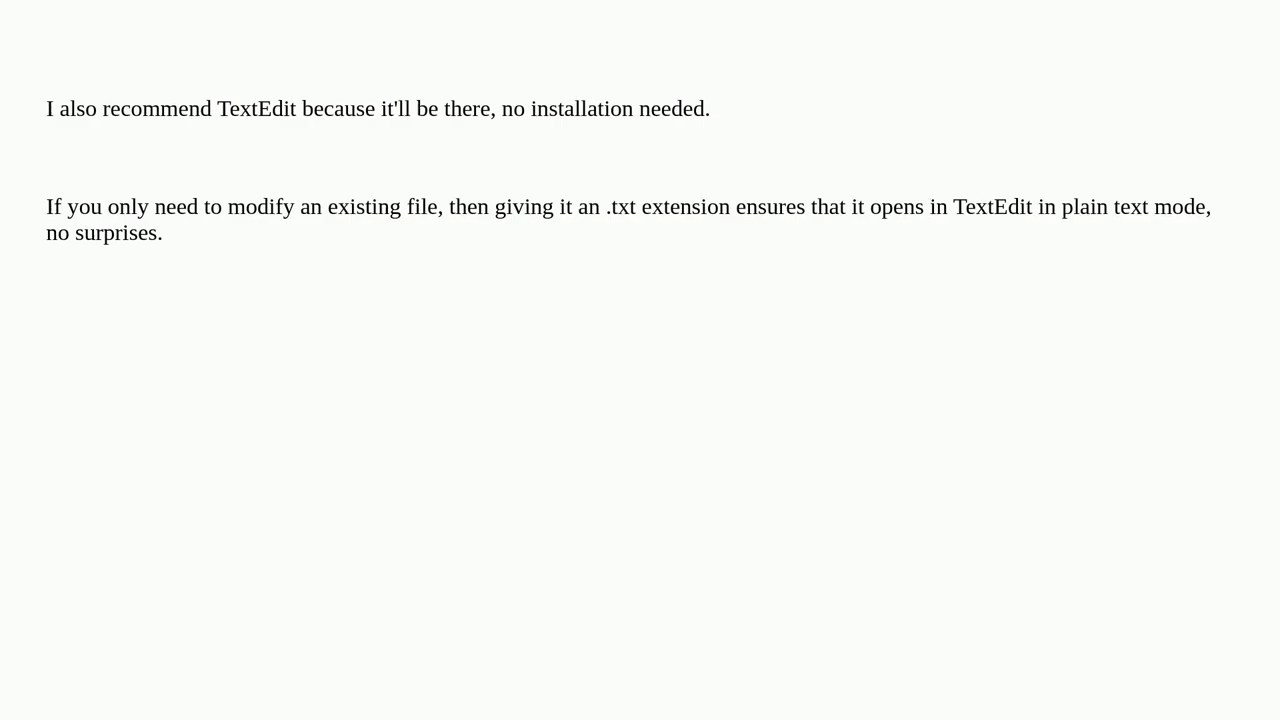 I also recommend TextEdit because it'll be there, no installation needed.
If you only need to modify an existing file, then giving it an .txt extension ensures that it opens in TextEdit in plain text mode,
no surprises.